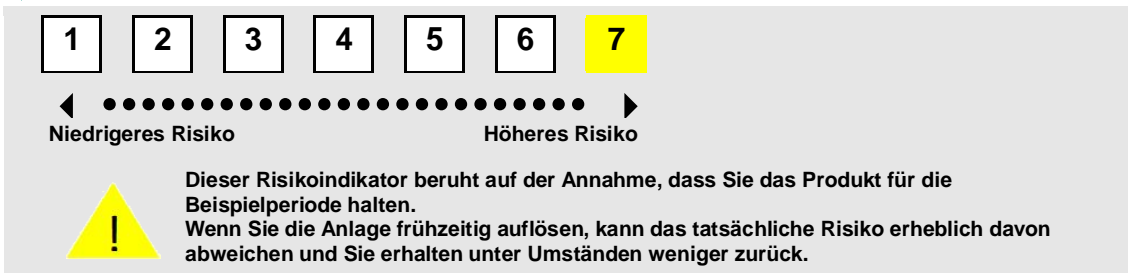 1 2 3 4 5 6 7
Niedrigeres Risiko Höheres Risiko
Dieser Risikoindikator beruht auf der Annahme, dass Sie das Produkt für die
Beispielperiode halten.
Wenn Sie die Anlage frühzeitig auflösen, kann das tatsächliche Risiko erheblich davon
abweichen und Sie erhalten unter Umständen weniger zurück.
!